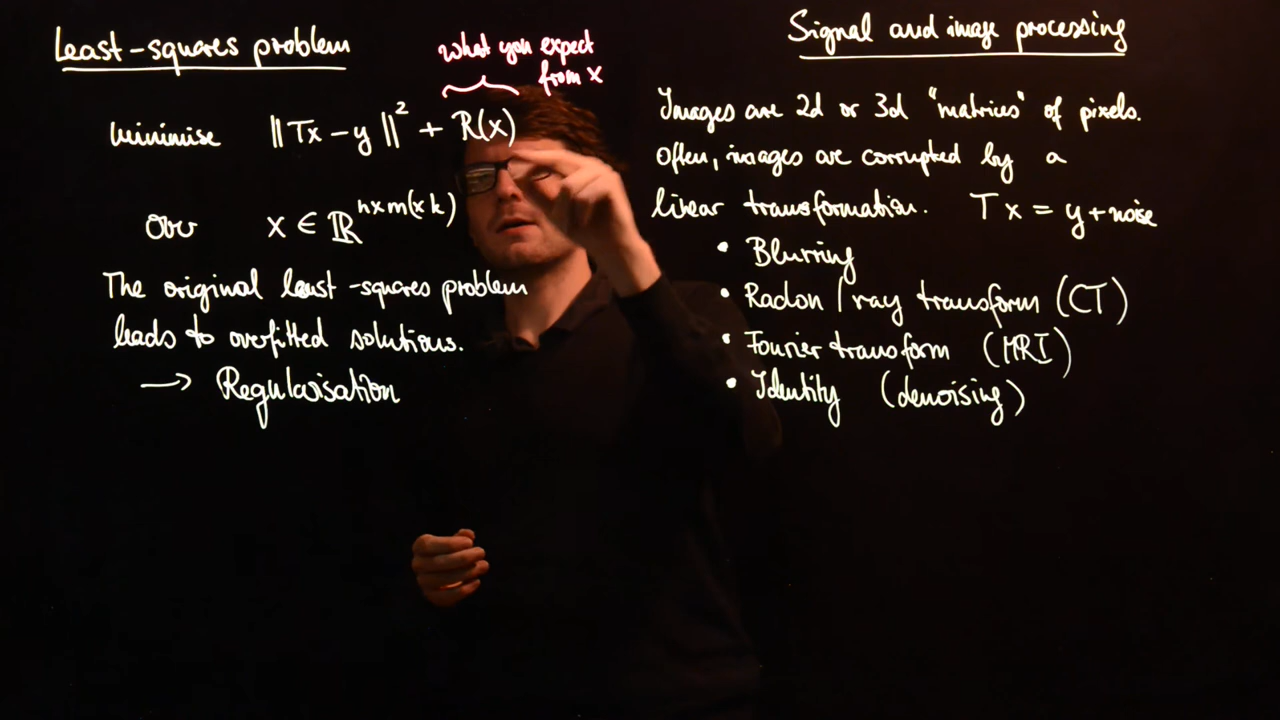 Least-squares problem
what you expect
from x
minimise ||Tx - y||² + R(x)
over x ∈ ℝ^{n×m(×k)}
The original least-squares problem
leads to overfitted solutions.
→ Regularisation
Signal and image processing
Images are 2d or 3d "matrices" of pixels.
Often, images are corrupted by a
linear transformation. Tx = y + noise
• Blurring
• Radon / ray transform (CT)
• Fourier transform (MRI)
• Identity (denoising)